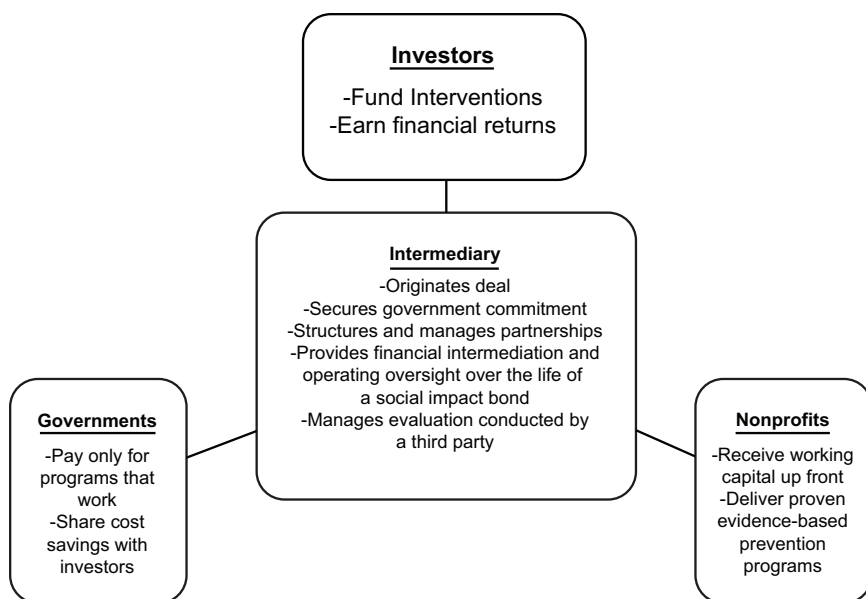 Investors
-Fund Interventions
-Earn financial returns
Intermediary
-Originates deal
-Secures government commitment
-Structures and manages partnerships
-Provides financial intermediation and
operating oversight over the life of
a social impact bond
-Manages evaluation conducted by
a third party
Governments
-Pay only for
programs that
work
-Share cost
savings with
investors
Nonprofits
-Receive working
capital up front
-Deliver proven
evidence-based
prevention
programs